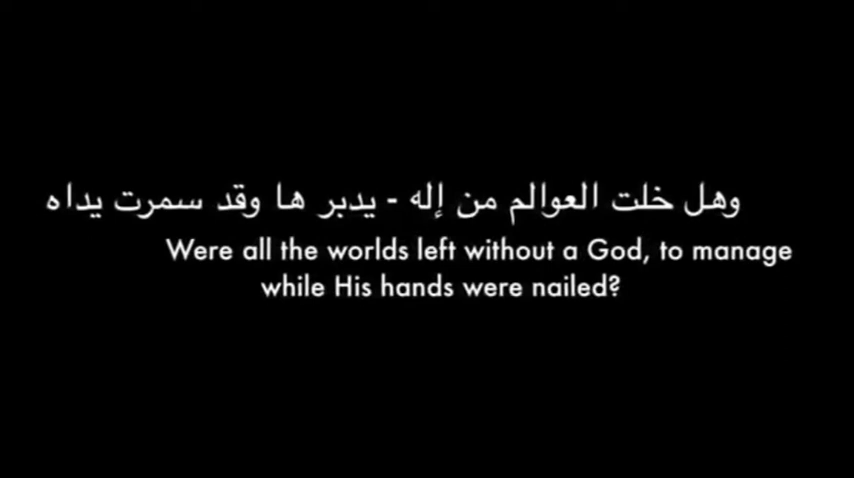 وهل خلت العوالم من إله - يدبر ها وقد سمرت يداه
Were all the worlds left without a God, to manage
while His hands were nailed?